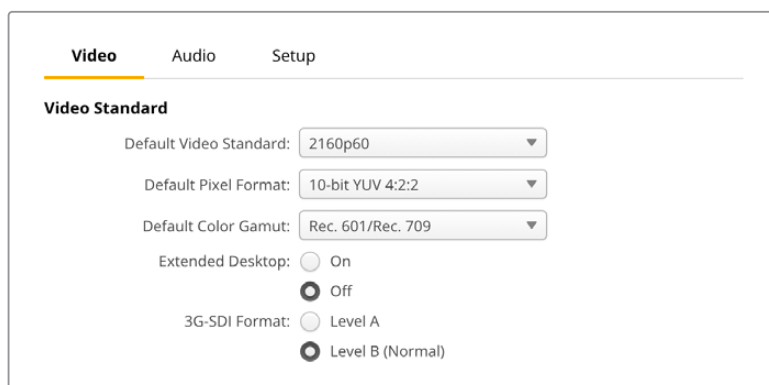 Video Audio Setup
Video Standard
Default Video Standard: 2160p60
Default Pixel Format: 10-bit YUV 4:2:2
Default Color Gamut: Rec. 601/Rec. 709
Extended Desktop: On
Off
3G-SDI Format: Level A
Level B (Normal)